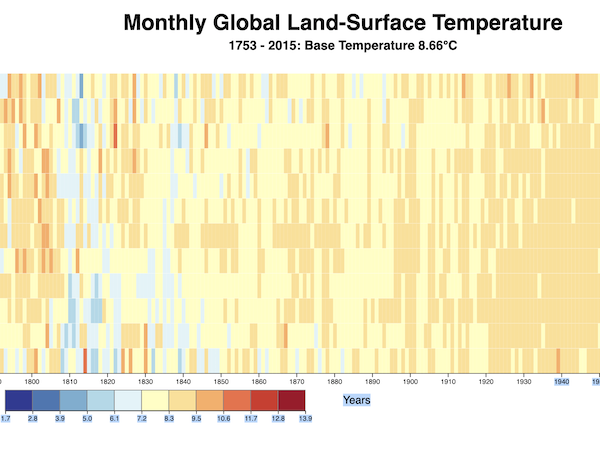 Monthly Global Land-Surface Temperature
1753 - 2015: Base Temperature 8.66°C
1800 1810 1820 1830 1840 1850 1860 1870 1880 1890 1900 1910 1920 1930 1940
Years
1.7 2.8 3.9 5.0 6.1 7.2 8.3 9.5 10.6 11.7 12.8 13.9